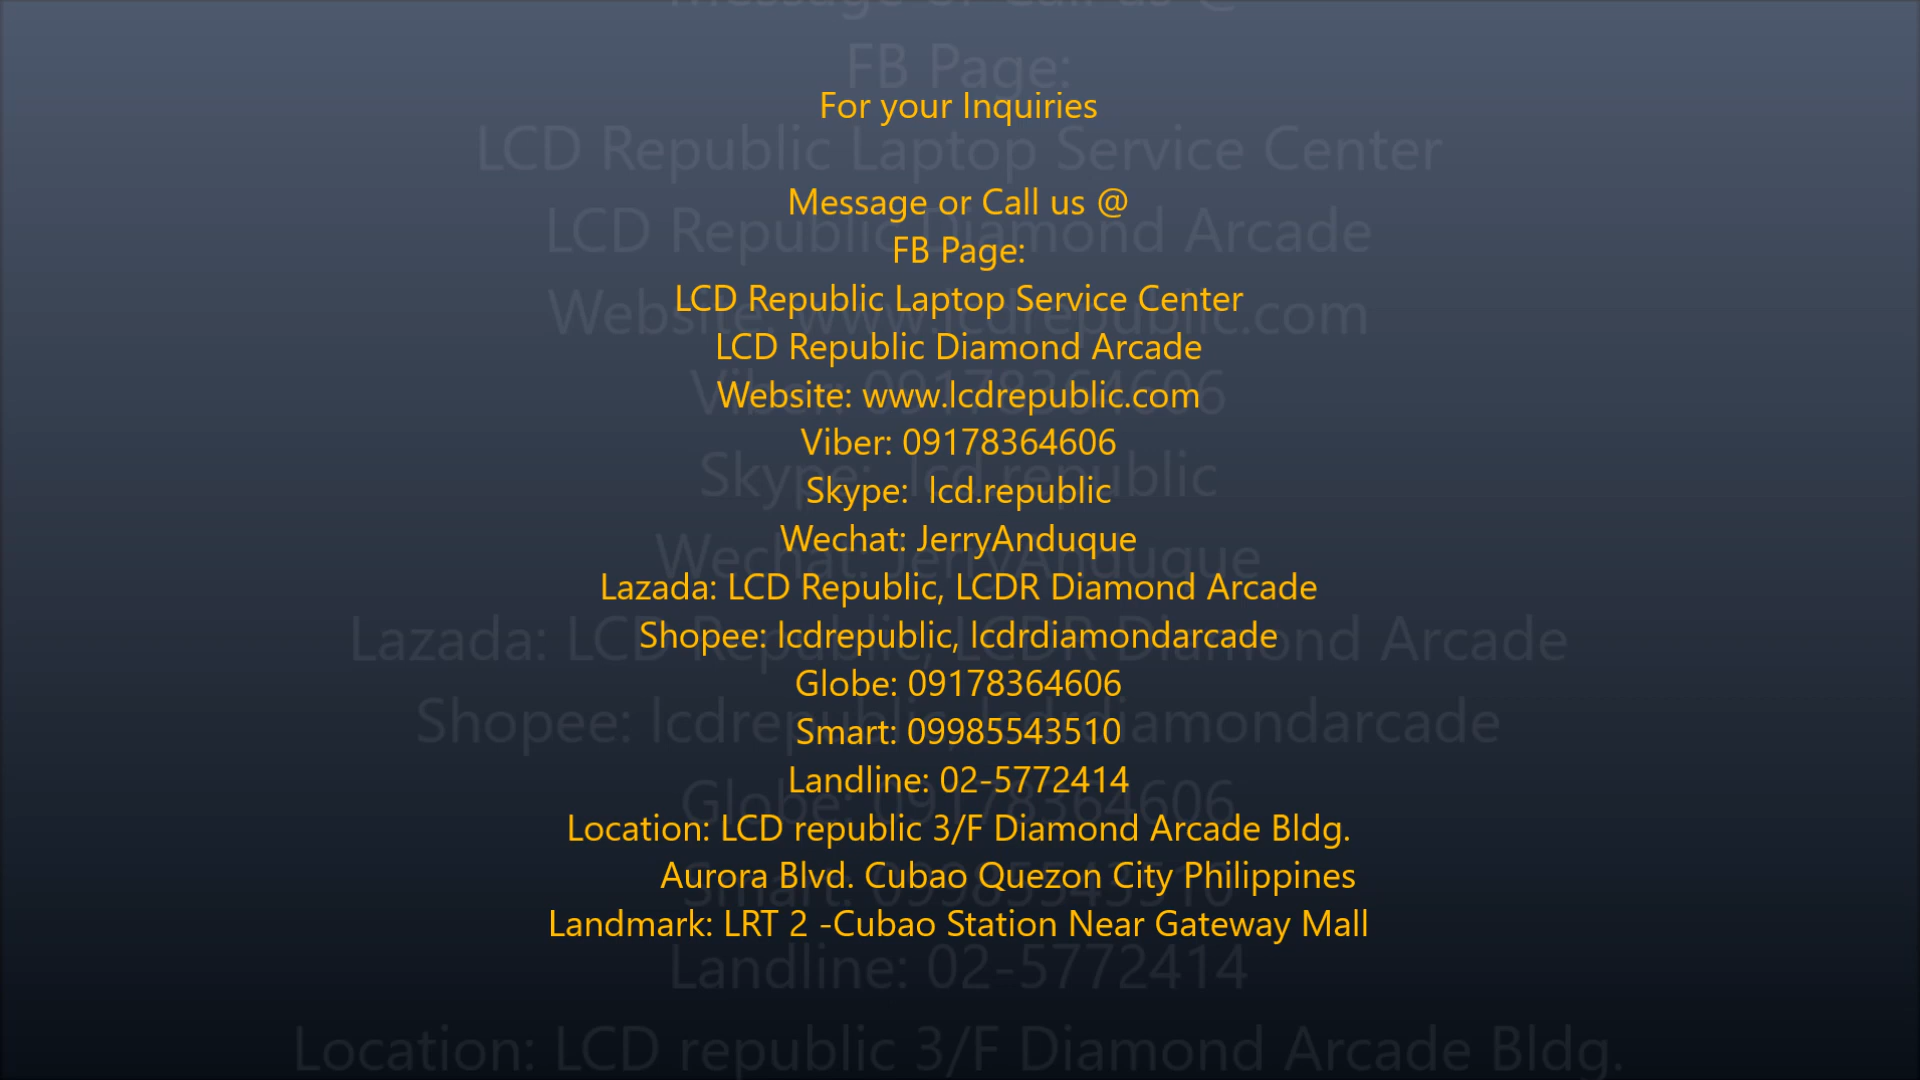 For your Inquiries
Message or Call us @
FB Page:
LCD Republic Laptop Service Center
LCD Republic Diamond Arcade
Website: www.lcdrepublic.com
Viber: 09178364606
Skype:  lcd.republic
Wechat: JerryAnduque
Lazada: LCD Republic, LCDR Diamond Arcade
Shopee: lcdrepublic, lcdrdiamondarcade
Globe: 09178364606
Smart: 09985543510
Landline: 02-5772414
Location: LCD republic 3/F Diamond Arcade Bldg.
Aurora Blvd. Cubao Quezon City Philippines
Landmark: LRT 2 -Cubao Station Near Gateway Mall